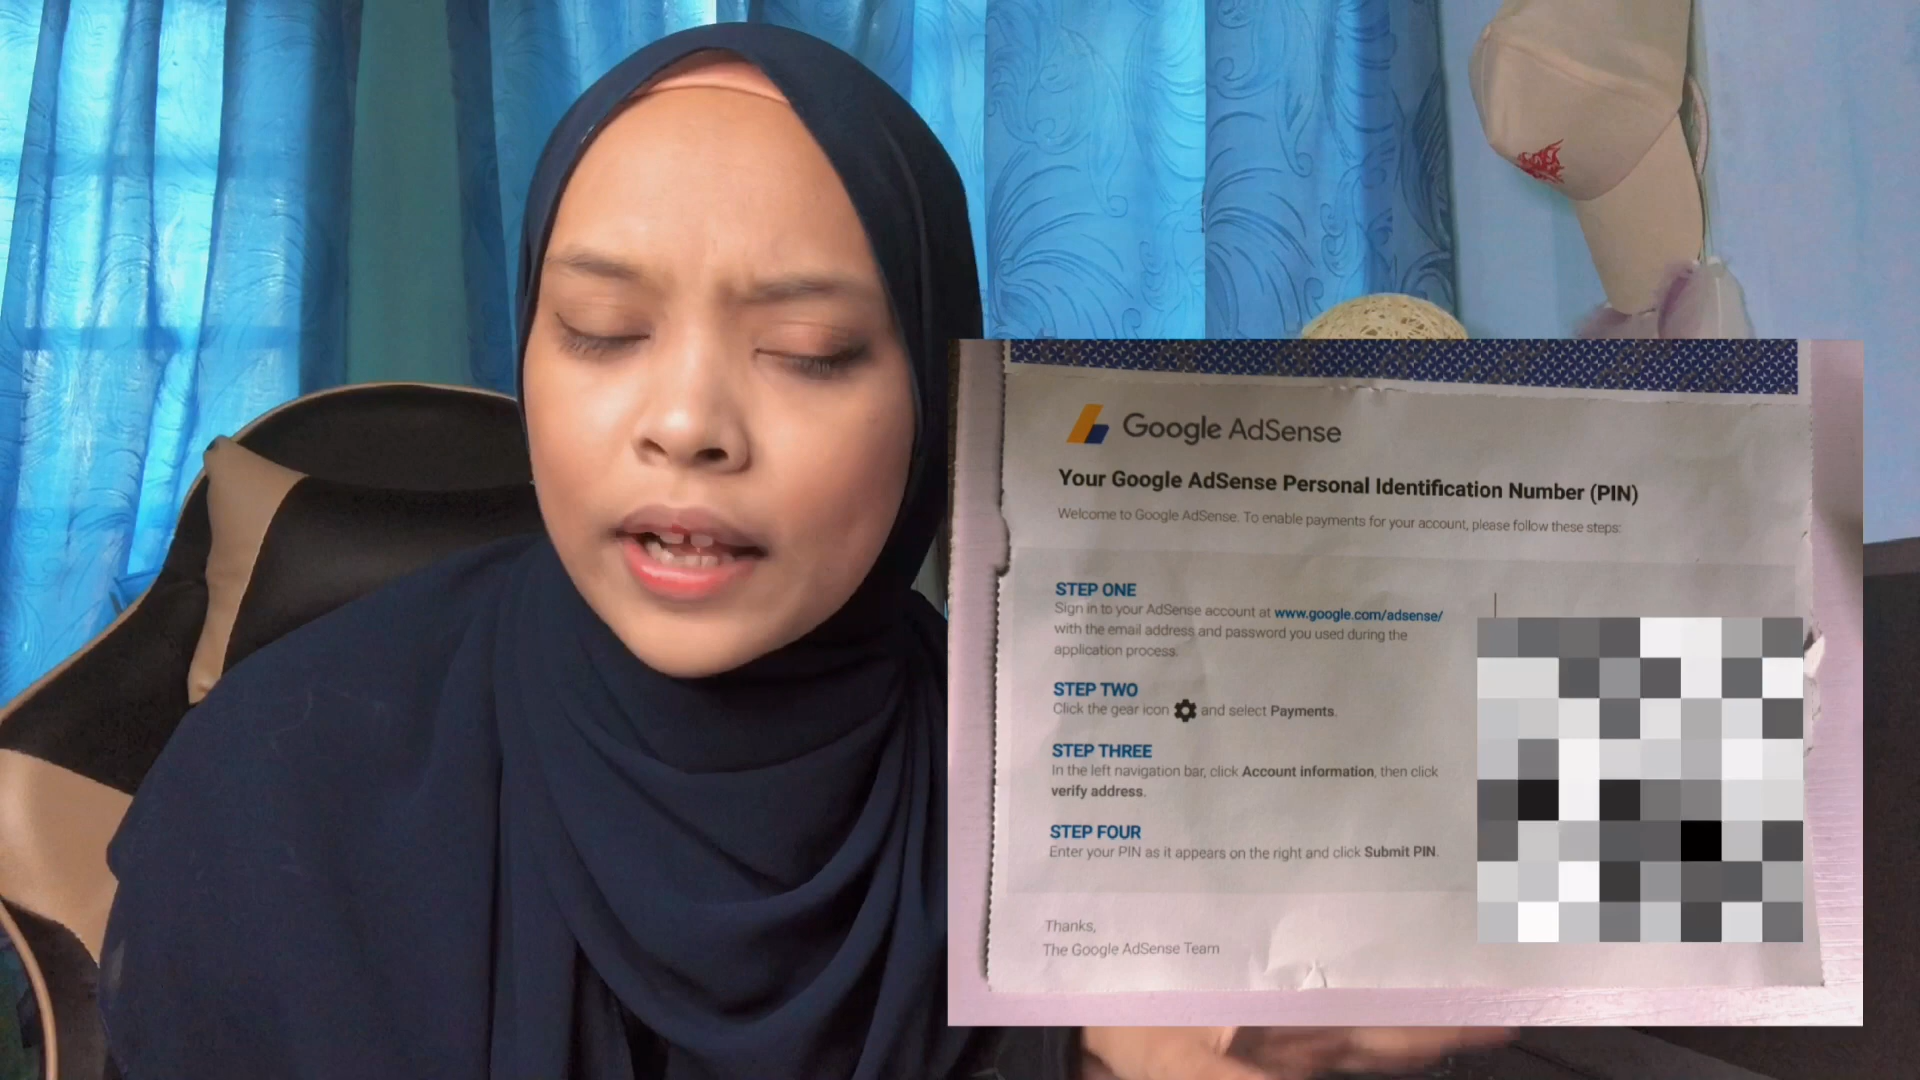 Google AdSense
Your Google AdSense Personal Identification Number (PIN)
Welcome to Google AdSense. To enable payments for your account, please follow these steps:
STEP ONE
Sign in to your AdSense account at www.google.com/adsense/
with the email address and password you used during the
application process.
STEP TWO
Click the gear icon and select Payments.
STEP THREE
In the left navigation bar, click Account information, then click
verify address.
STEP FOUR
Enter your PIN as it appears on the right and click Submit PIN.
Thanks,
The Google AdSense Team